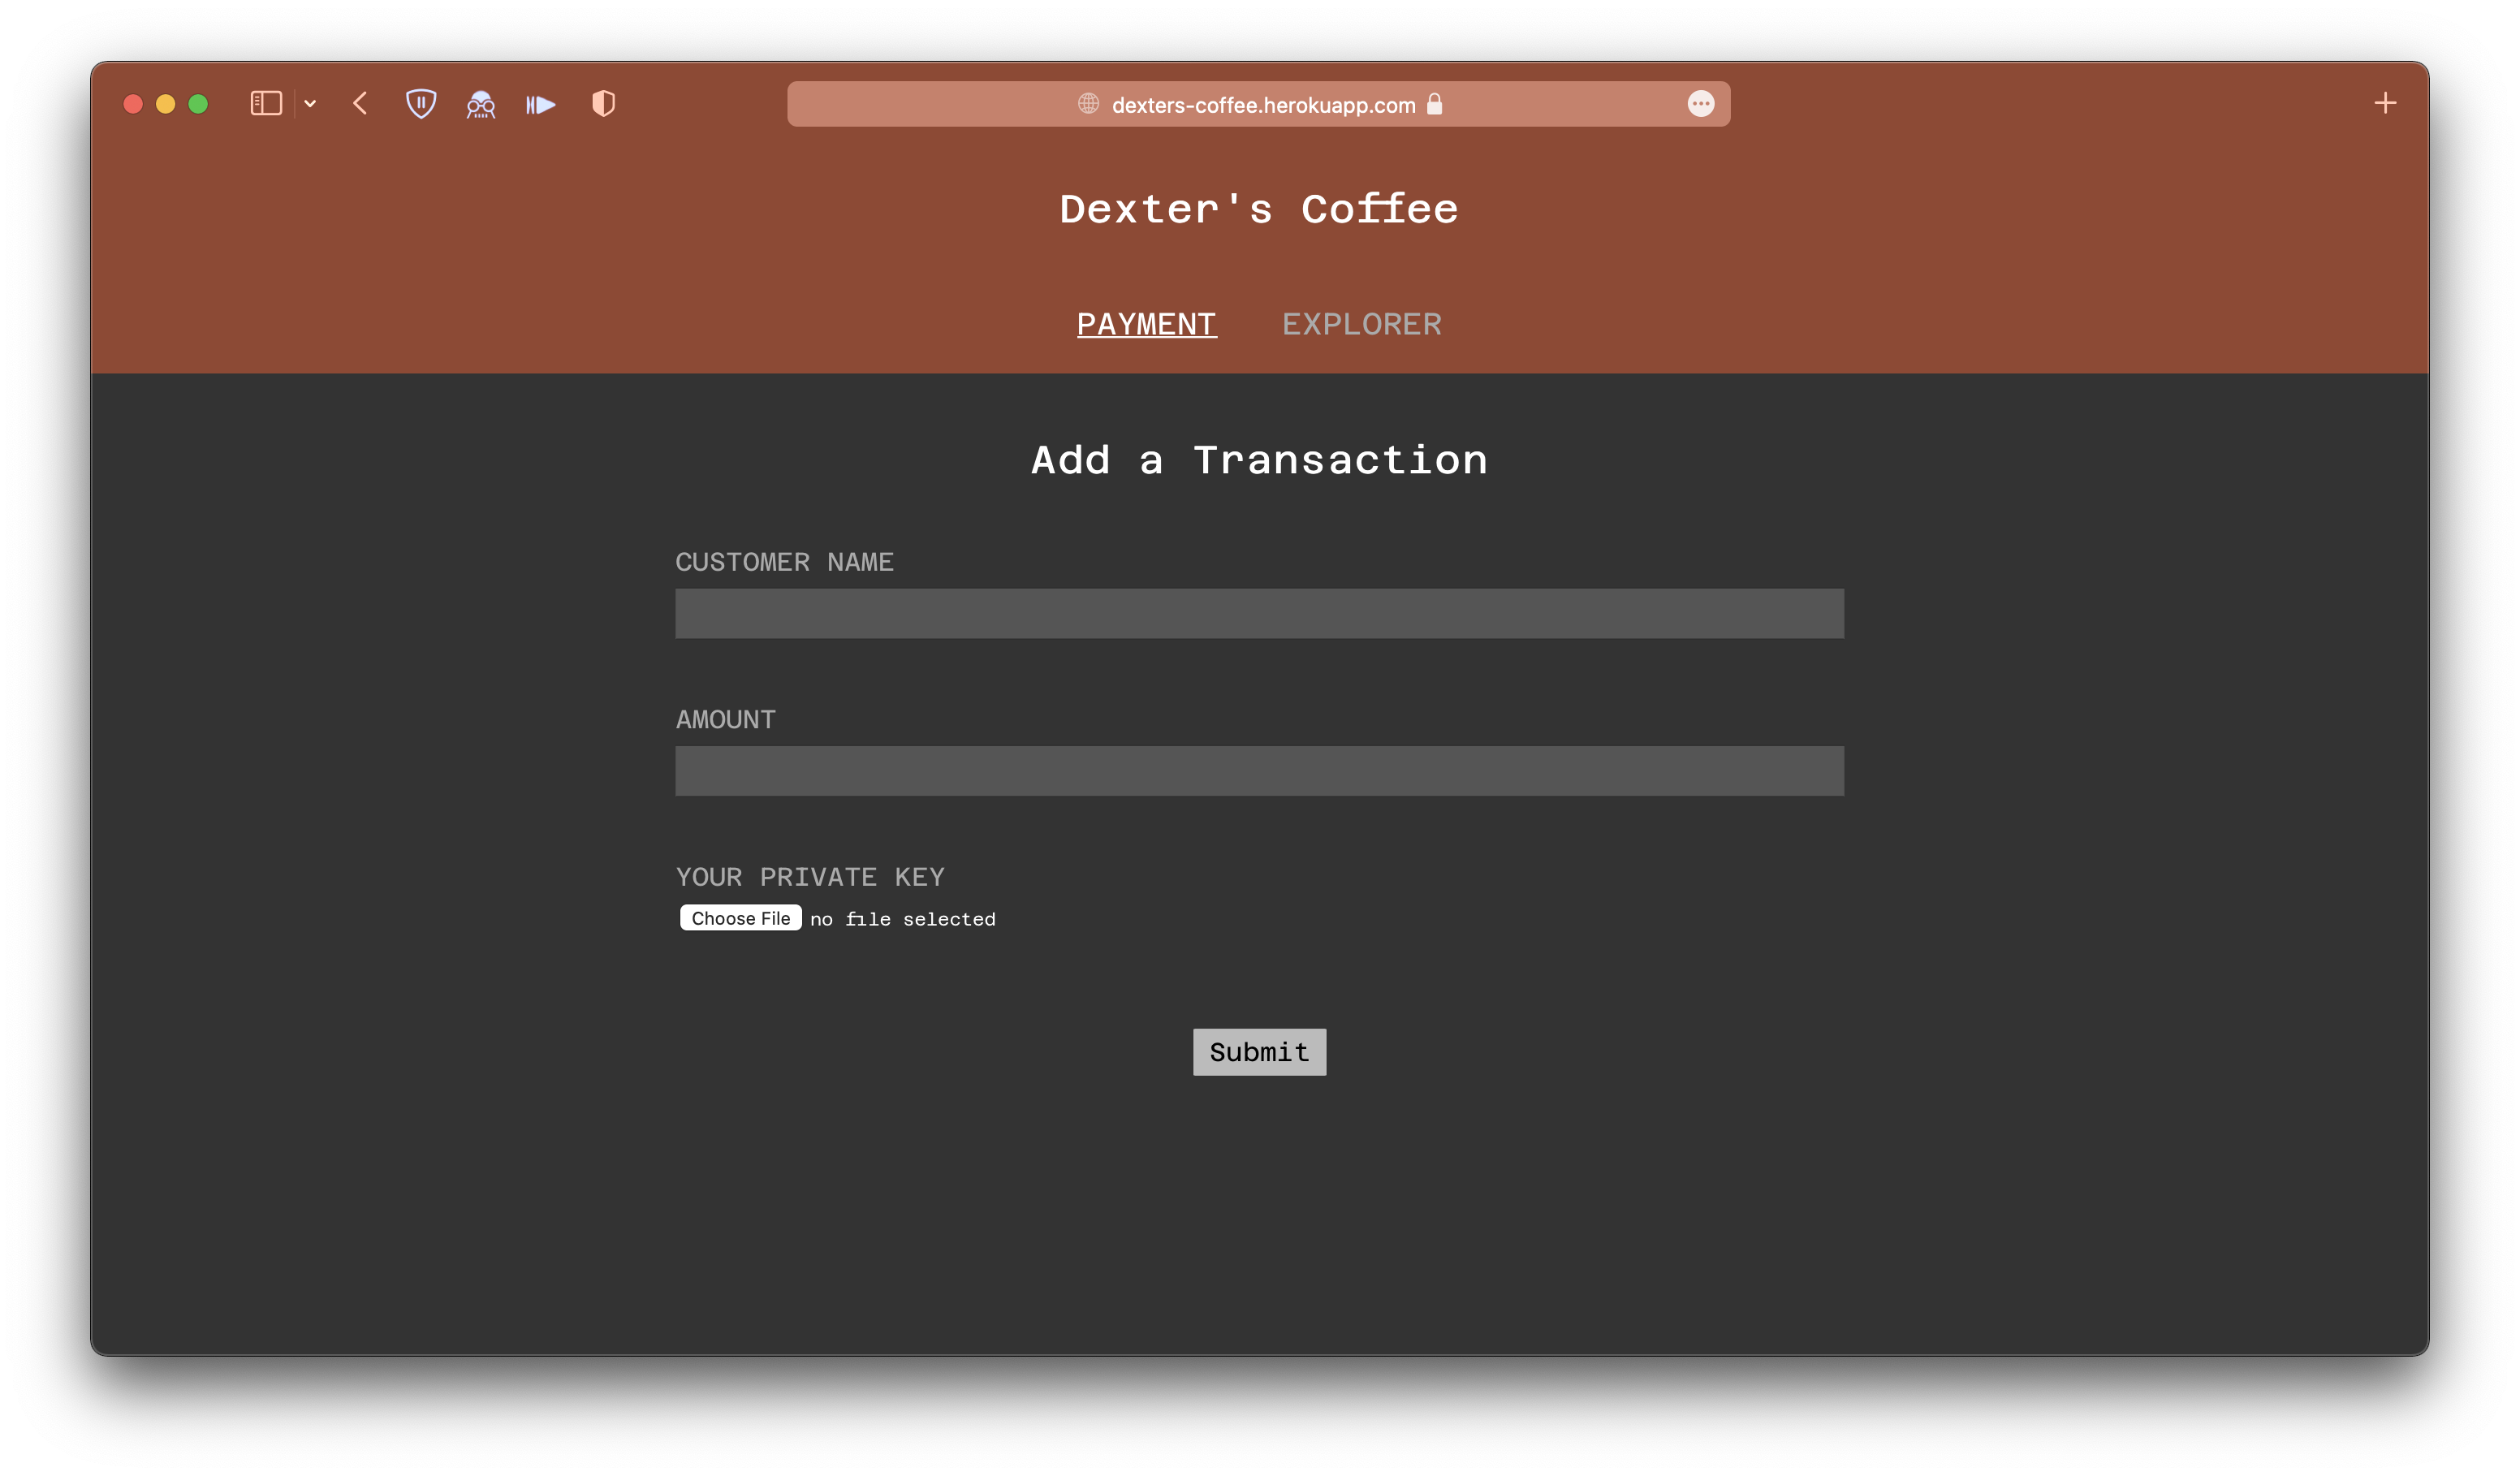 dexters-coffee.herokuapp.com
Dexter's Coffee
PAYMENT EXPLORER
Add a Transaction
CUSTOMER NAME
AMOUNT
YOUR PRIVATE KEY
Choose File no file selected
Submit